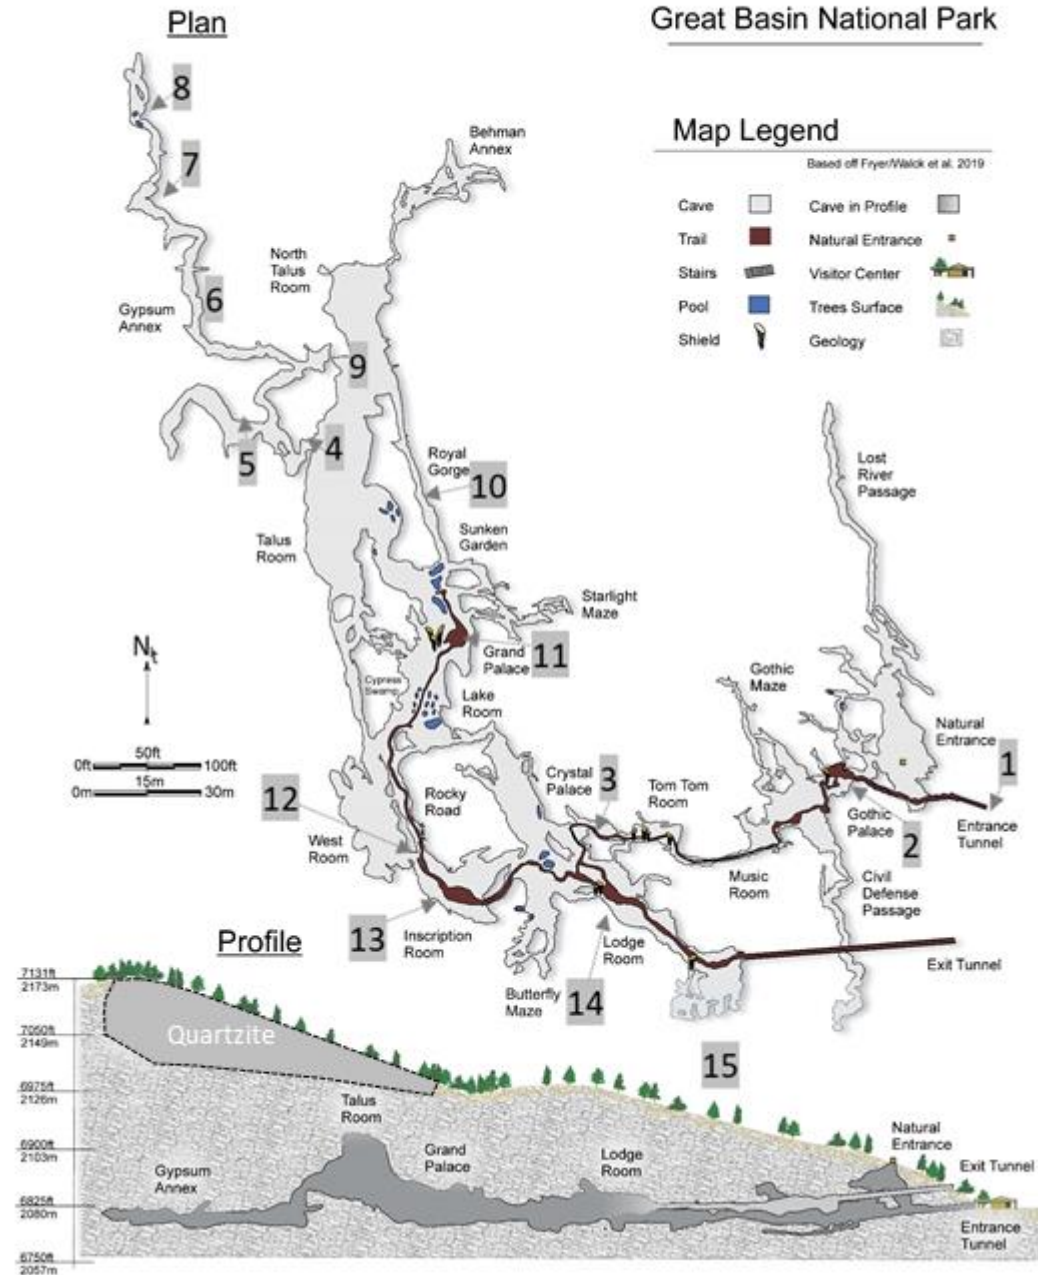 Plan
Great Basin National Park
8
7
Behman
Annex
Map Legend
Based off Fryer/Walck et al. 2019
Cave
Cave in Profile
Trail
Natural Entrance
Stairs
Visitor Center
Pool
Trees Surface
Shield
Geology
North
Talus
Room
6
Gypsum
Annex
9
4
5
Royal
Gorge
10
Lost
River
Passage
Talus
Room
Sunken
Garden
Starlight
Maze
11
Grand
Palace
Nt
Cypress
Swamp
Lake
Room
Gothic
Maze
Natural
Entrance
1
50ft
0ft
100ft
15m
0m
30m
12
Rocky
Road
Crystal
Palace
3
Tom Tom
Room
West
Room
Gothic
Palace
2
Entrance
Tunnel
Music
Room
Civil
Defense
Passage
13
Inscription
Room
Lodge
Room
Exit Tunnel
Butterfly
Maze
14
15
Profile
7131ft
2173m
Quartzite
7050ft
2149m
6975ft
2126m
Talus
Room
6900ft
2103m
Grand
Palace
Lodge
Room
Natural
Entrance
Exit Tunnel
Gypsum
Annex
6825ft
2080m
Entrance
Tunnel
6750ft
2057m